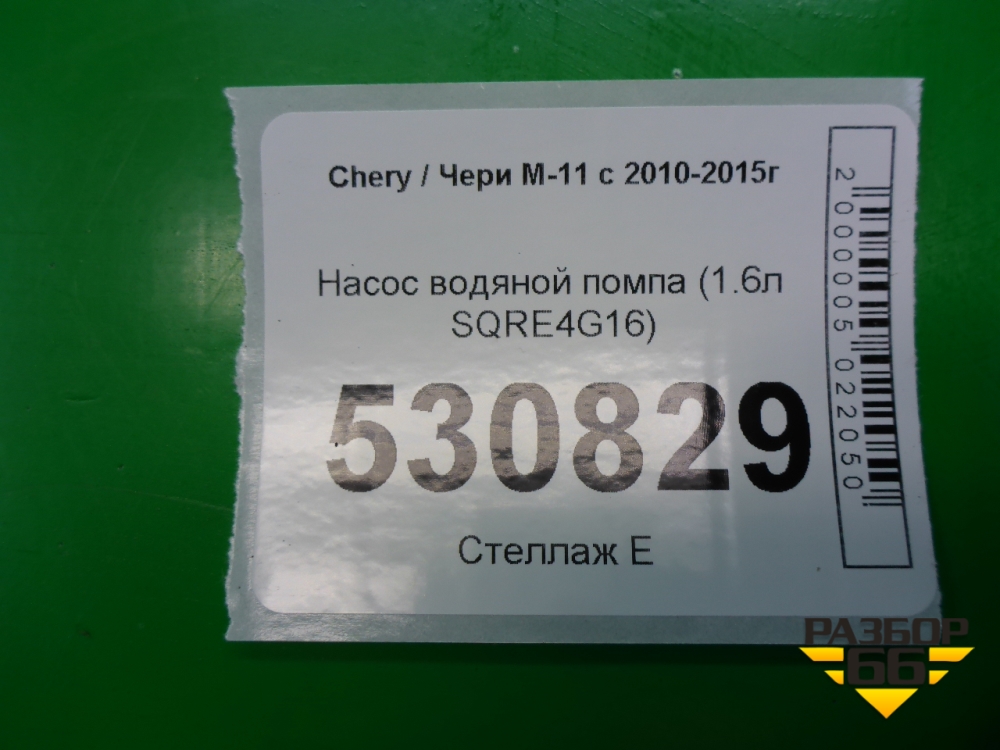 Chery / Чери М-11 с 2010-2015г
Насос водяной помпа (1.6л
SQRE4G16)
530829
Стеллаж Е
2000005022050
РАЗБОР
66